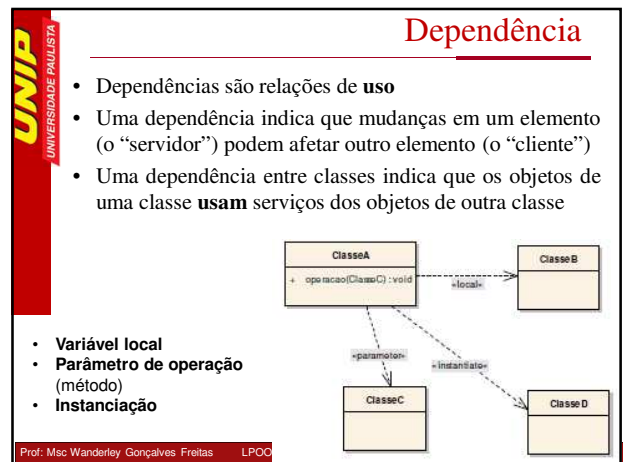 UNIP
UNIVERSIDADE PAULISTA
Dependência
• Dependências são relações de uso
• Uma dependência indica que mudanças em um elemento
(o “servidor”) podem afetar outro elemento (o “cliente”)
• Uma dependência entre classes indica que os objetos de
uma classe usam serviços dos objetos de outra classe
ClasseA
+ operacao(ClasseC) : void
«local»
ClasseB
«parameter»
«instantiate»
ClasseC
ClasseD
• Variável local
• Parâmetro de operação
(método)
• Instanciação
Prof: Msc Wanderley Gonçalves Freitas LPOO